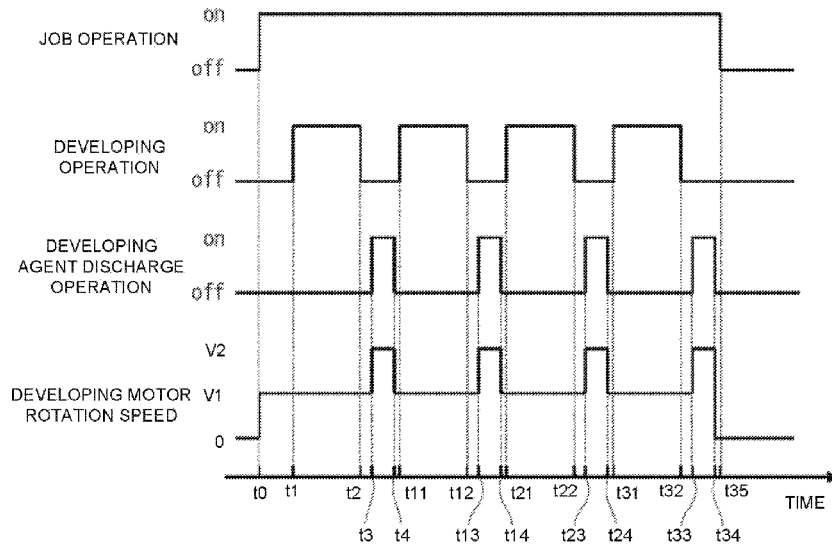 on
JOB OPERATION
off
on
DEVELOPING
OPERATION
off
on
DEVELOPING
AGENT DISCHARGE
OPERATION
off
V2
V1
DEVELOPING MOTOR
ROTATION SPEED
0
t0 t1 t2 t11 t12 t21 t22 t31 t32 t35
TIME
t3 t4 t13 t14 t23 t24 t33 t34